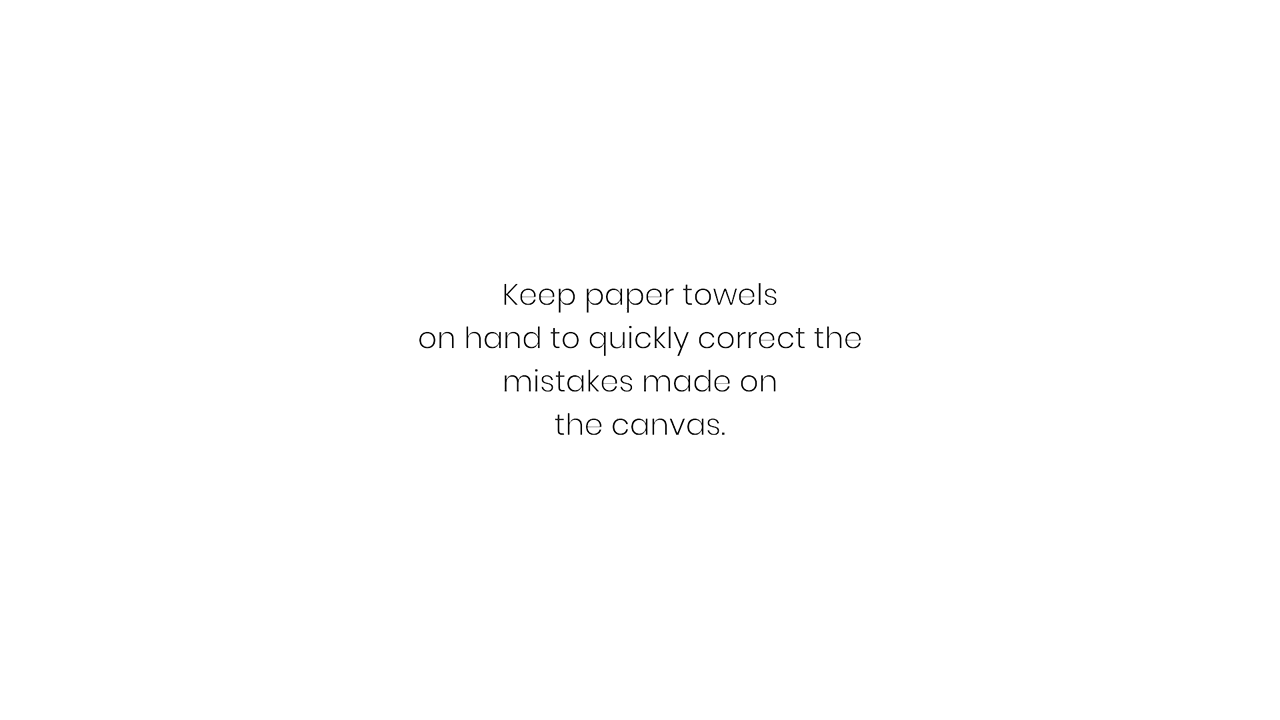 Keep paper towels
on hand to quickly correct the
mistakes made on
the canvas.